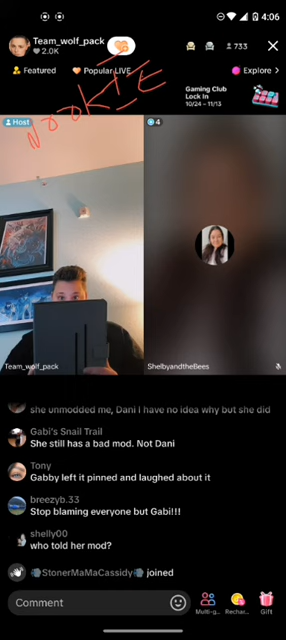 4:06
Team_wolf_pack
2.0K
733
Featured
Popular LIVE
Explore >
NOOKIE
Gaming Club
Lock In
10/24 - 11/13
Host
4
Team_wolf_pack
ShelbyandtheBees
she unmodded me, Dani I have no idea why but she did
Gabi's Snail Trail
She still has a bad mod. Not Dani
Tony
Gabby left it pinned and laughed about it
breezyb.33
Stop blaming everyone but Gabi!!!
shelly00
who told her mod?
StonerMaMaCassidy joined
Comment
Multi-g...
Rechar...
Gift